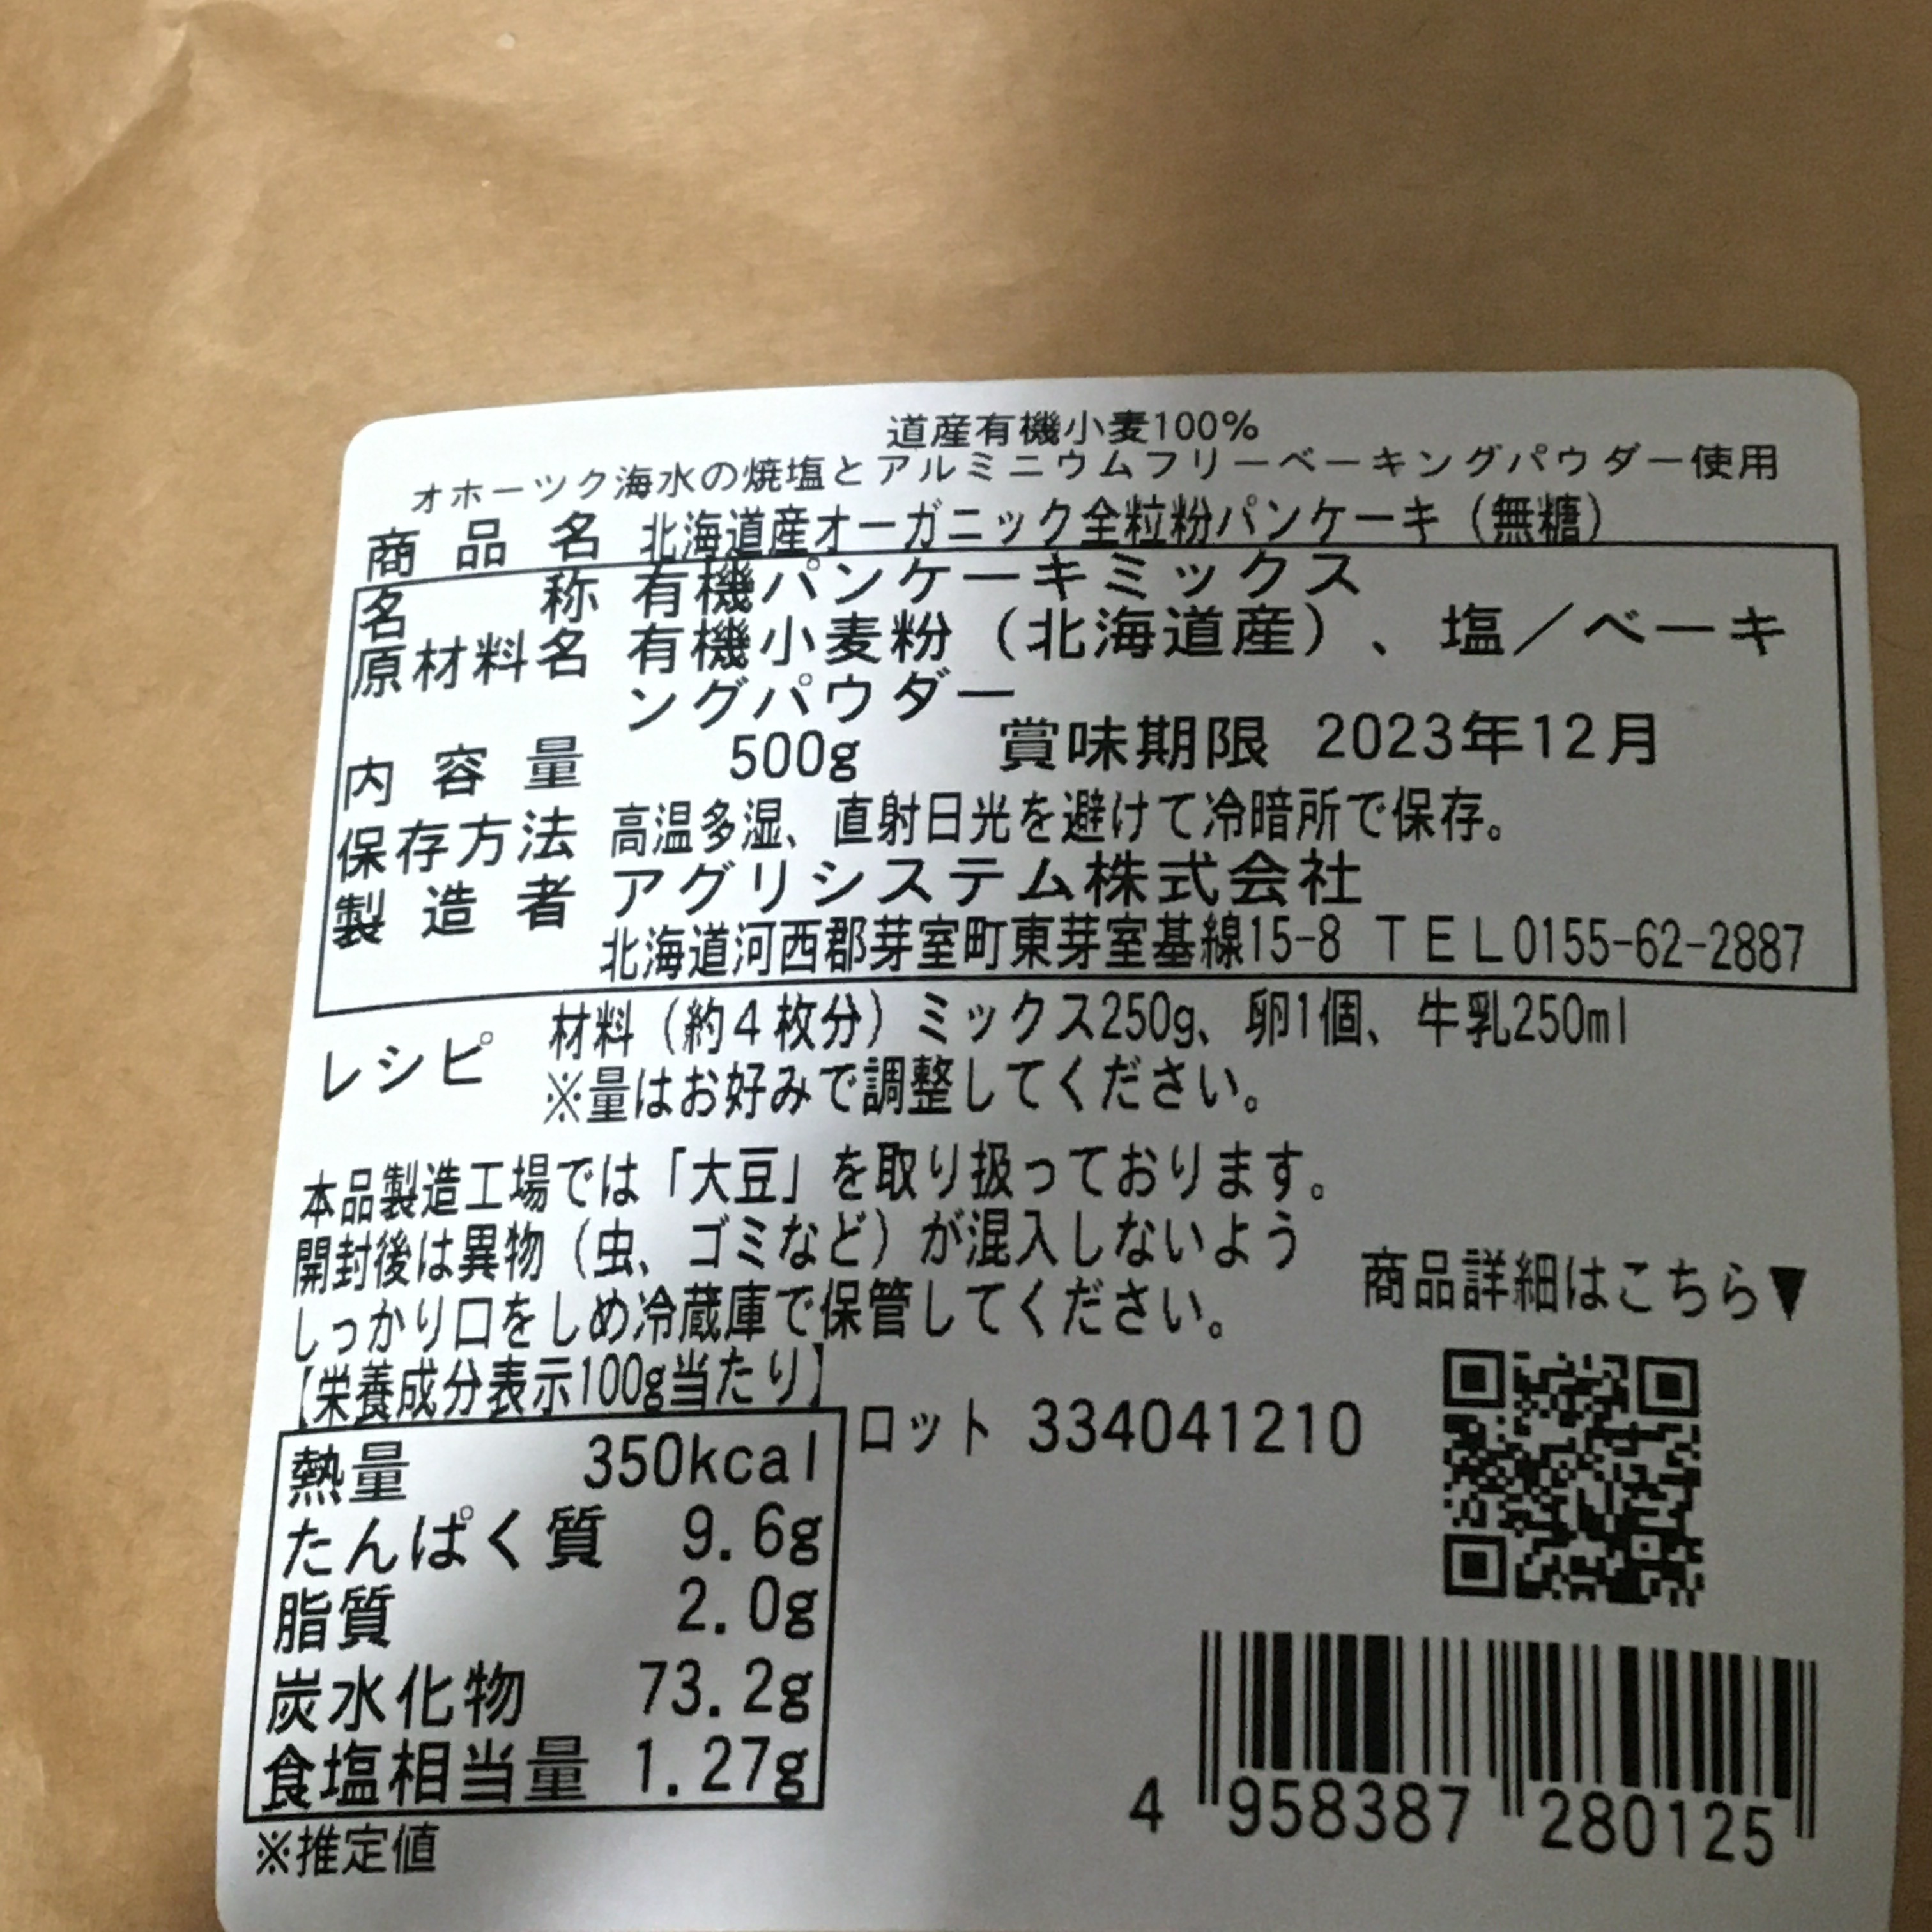 道産有機小麦100%
オホーツク海水の焼塩とアルミニウムフリーベーキングパウダー使用
商品名 北海道産オーガニック全粒粉パンケーキ（無糖）
名称 有機パンケーキミックス
原材料名 有機小麦粉（北海道産）、塩／ベーキ
ングパウダー
内容量 500g 賞味期限 2023年12月
保存方法 高温多湿、直射日光を避けて冷暗所で保存。
製造者 アグリシステム株式会社
北海道河西郡芽室町東芽室基線15-8 TEL0155-62-2887
レシピ 材料（約4枚分）ミックス250g、卵1個、牛乳250ml
※量はお好みで調整してください。
本品製造工場では「大豆」を取り扱っております。
開封後は異物（虫、ゴミなど）が混入しないよう
しっかり口をしめ冷蔵庫で保管してください。
商品詳細はこちら▼
【栄養成分表示100g当たり】
ロット 334041210
熱量 350kcal
たんぱく質 9.6g
脂質 2.0g
炭水化物 73.2g
食塩相当量 1.27g
※推定値
4 958387 280125